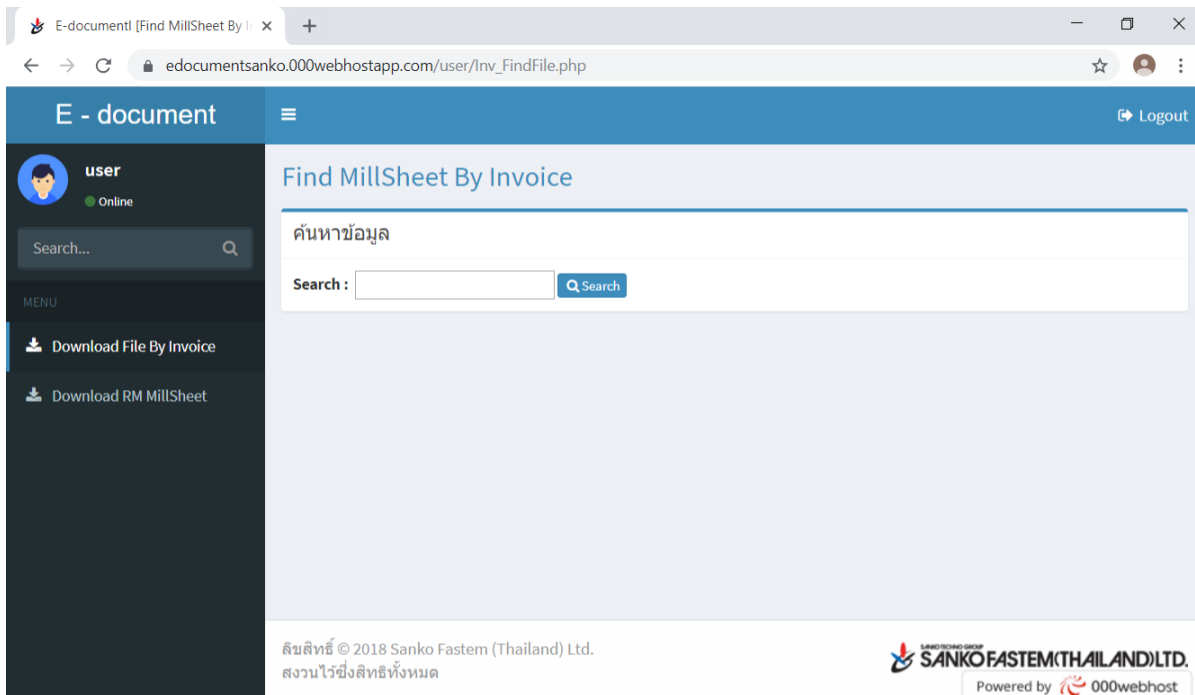 E-documentl [Find MillSheet By I
edocumentsanko.000webhostapp.com/user/Inv_FindFile.php
E - document
Logout
user
Online
Search...
MENU
Download File By Invoice
Download RM MillSheet
Find MillSheet By Invoice
ค้นหาข้อมูล
Search :
Search
ลิขสิทธิ์ © 2018 Sanko Fastem (Thailand) Ltd.
สงวนไว้ซึ่งสิทธิทั้งหมด
SANKO TECHNO GROUP
SANKO FASTEM(THAILAND)LTD.
Powered by 000webhost